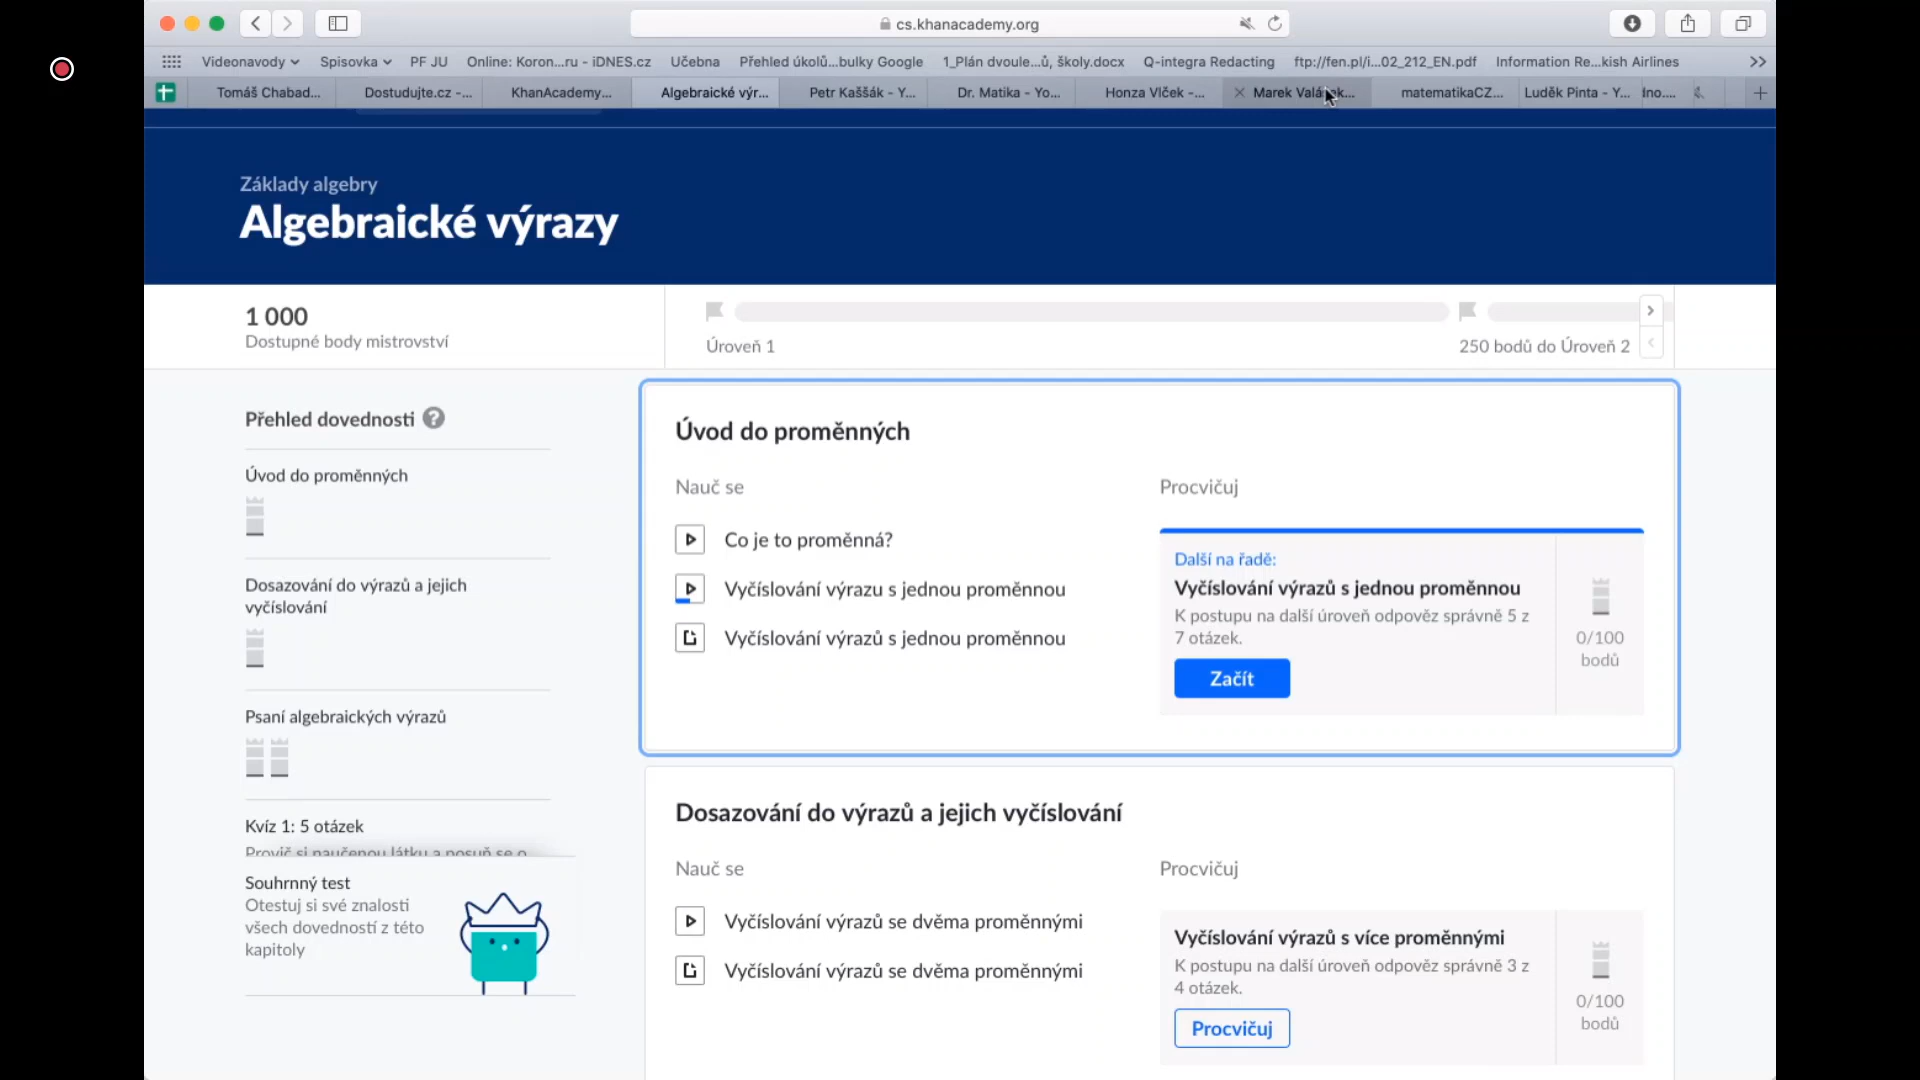 cs.khanacademy.org
Videonavody
Spisovka
PF JU
Online: Koron...ru - iDNES.cz
Učebna
Přehled úkolů...bulky Google
1_Plán dvoule...ů, školy.docx
Q-integra Redacting
ftp://fen.pl/i...02_212_EN.pdf
Information Re...kish Airlines
Tomáš Chabad...
Dostudujte.cz -...
KhanAcademy...
Algebraické výr...
Petr Kaššák - Y...
Dr. Matika - Yo...
Honza Vlček -...
matematikaCZ...
Luděk Pinta - Y...
Základy algebry
Algebraické výrazy
1 000
Dostupné body mistrovství
Úroveň 1
250 bodů do Úroveň 2
Přehled dovednosti ?
Úvod do proměnných
Dosazování do výrazů a jejich
vyčíslování
Psaní algebraických výrazů
Kvíz 1: 5 otázek
Procvič si naučenou látku a posuň se o
Souhrnný test
Otestuj si své znalosti
všech dovedností z této
kapitoly
Úvod do proměnných
Nauč se
Co je to proměnná?
Vyčíslování výrazu s jednou proměnnou
Vyčíslování výrazů s jednou proměnnou
Procvičuj
Další na řadě:
Vyčíslování výrazů s jednou proměnnou
K postupu na další úroveň odpověz správně 5 z
7 otázek.
Začít
0/100
bodů
Dosazování do výrazů a jejich vyčíslování
Nauč se
Vyčíslování výrazů se dvěma proměnnými
Vyčíslování výrazů se dvěma proměnnými
Procvičuj
Vyčíslování výrazů s více proměnnými
K postupu na další úroveň odpověz správně 3 z
4 otázek.
Procvičuj
0/100
bodů